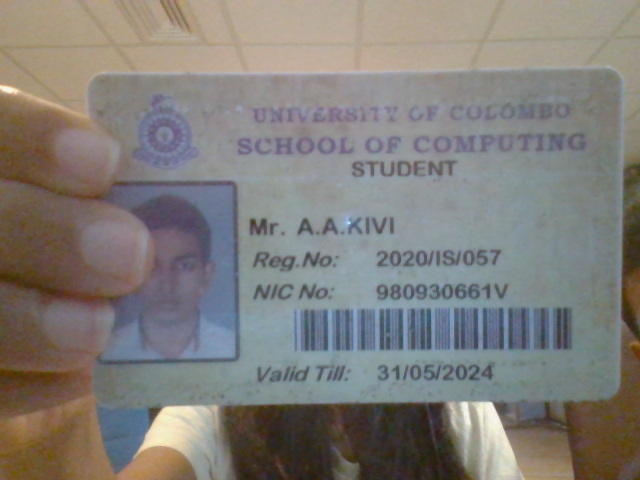 UNIVERSITY OF COLOMBO
SCHOOL OF COMPUTING
STUDENT
Mr. A.A.KIVI
Reg.No: 2020/IS/057
NIC No: 980930661V
Valid Till: 31/05/2024